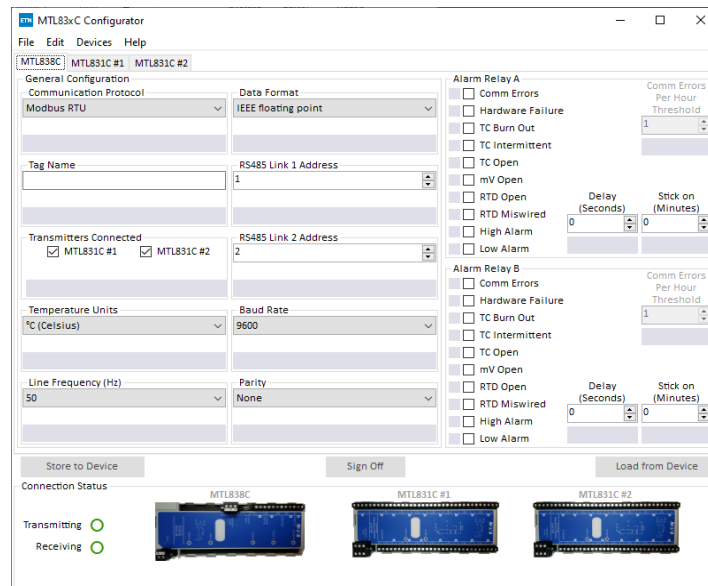 ETN MTL83xC Configurator
File Edit Devices Help
MTL838C MTL831C #1 MTL831C #2
General Configuration
Communication Protocol
Modbus RTU
Data Format
IEEE floating point
Tag Name
RS485 Link 1 Address
1
Transmitters Connected
MTL831C #1 MTL831C #2
RS485 Link 2 Address
2
Temperature Units
°C (Celsius)
Baud Rate
9600
Line Frequency (Hz)
50
Parity
None
Alarm Relay A
Comm Errors
Hardware Failure
TC Burn Out
TC Intermittent
TC Open
mV Open
RTD Open
RTD Miswired
High Alarm
Low Alarm
Comm Errors
Per Hour
Threshold
1
Delay
(Seconds)
0
Stick on
(Minutes)
0
Alarm Relay B
Comm Errors
Hardware Failure
TC Burn Out
TC Intermittent
TC Open
mV Open
RTD Open
RTD Miswired
High Alarm
Low Alarm
Comm Errors
Per Hour
Threshold
1
Delay
(Seconds)
0
Stick on
(Minutes)
0
Store to Device
Sign Off
Load from Device
Connection Status
Transmitting
Receiving
MTL838C
MTL831C #1
MTL831C #2